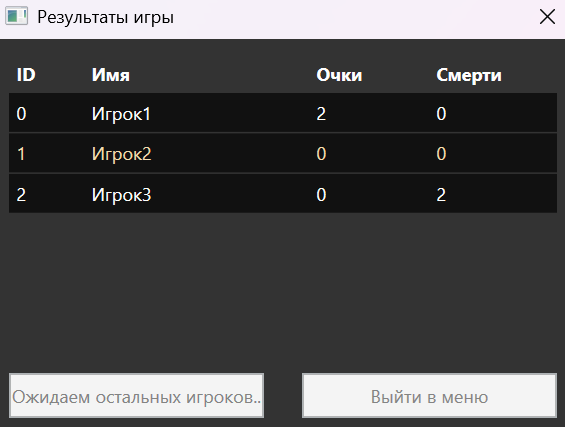 Результаты игры
ID Имя Очки Смерти
0 Игрок1 2 0
1 Игрок2 0 0
2 Игрок3 0 2
Ожидаем остальных игроков.. Выйти в меню